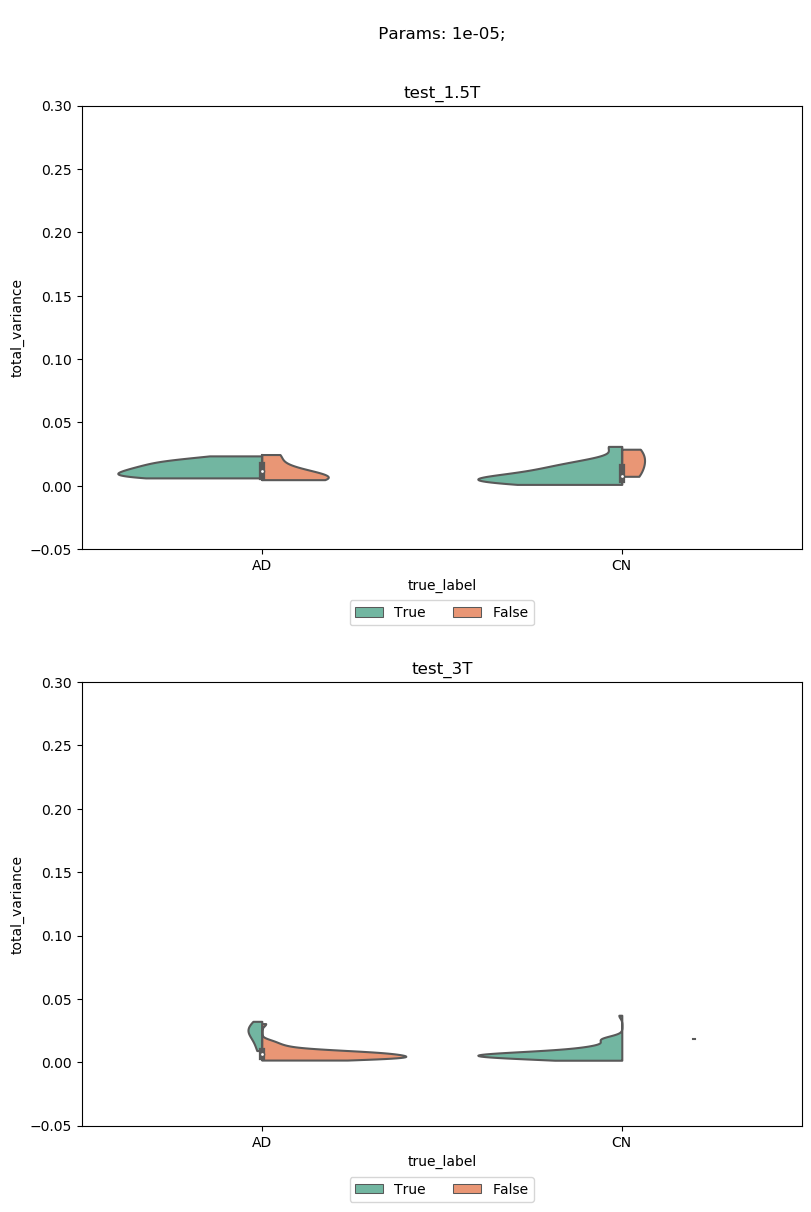 Params: 1e-05;
test_1.5T
0.30
0.25
0.20
0.15
0.10
0.05
0.00
−0.05
total_variance
AD CN
true_label
True False
test_3T
0.30
0.25
0.20
0.15
0.10
0.05
0.00
−0.05
total_variance
AD CN
true_label
True False